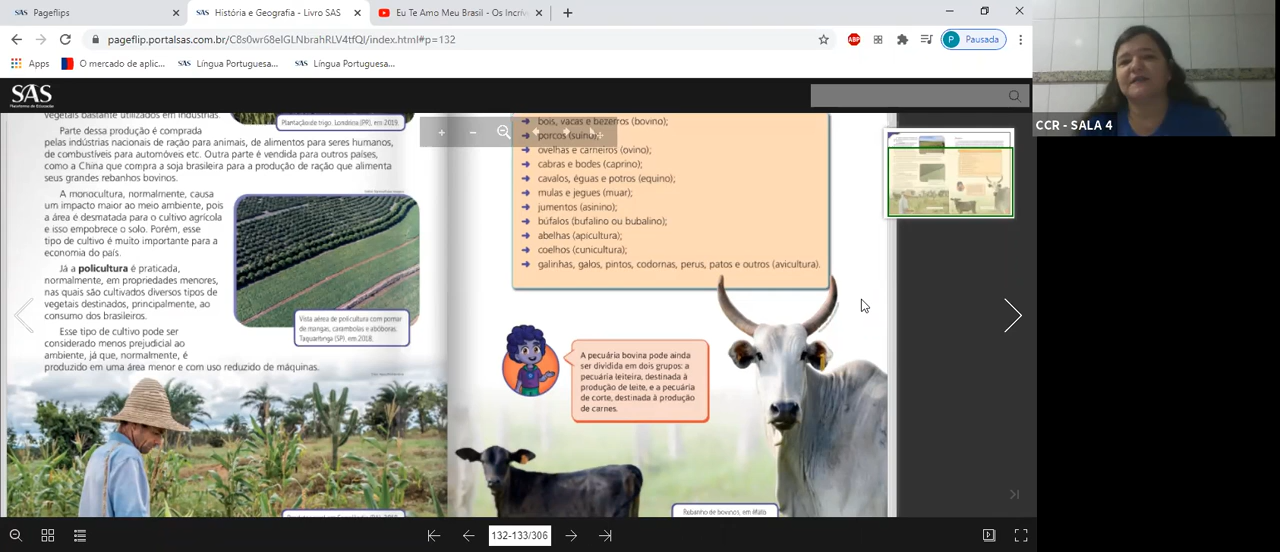 Pageflips
História e Geografia - Livro SAS
Eu Te Amo Meu Brasil - Os Incrív
pageflip.portalsas.com.br/C8s0wr68elGLNbrahRLV4tfQI/index.html#p=132
ABP
P Pausada
Apps
O mercado de aplic...
Língua Portuguesa...
Língua Portuguesa...
SAS
Plataforma de Educação
CCR - SALA 4
vegetais bastante utilizados em indústrias.
Plantação de trigo. Londrina (PR), em 2019.
Parte dessa produção é comprada
pelas indústrias nacionais de ração para animais, de alimentos para seres humanos,
de combustíveis para automóveis etc. Outra parte é vendida para outros países,
como a China que compra a soja brasileira para a produção de ração que alimenta
seus grandes rebanhos bovinos.
A monocultura, normalmente, causa
um impacto maior ao meio ambiente, pois
a área é desmatada para o cultivo agrícola
e isso empobrece o solo. Porém, esse
tipo de cultivo é muito importante para a
economia do país.
Já a policultura é praticada,
normalmente, em propriedades menores,
nas quais são cultivados diversos tipos de
vegetais destinados, principalmente, ao
consumo dos brasileiros.
Vista aérea de policultura com pomar
de mangas, carambolas e abóboras.
Taquaritinga (SP), em 2018.
Esse tipo de cultivo pode ser
considerado menos prejudicial ao
ambiente, já que, normalmente, é
produzido em uma área menor e com uso reduzido de máquinas.
bois, vacas e bezerros (bovino);
porcos (suíno);
ovelhas e carneiros (ovino);
cabras e bodes (caprino);
cavalos, éguas e potros (equino);
mulas e jegues (muar);
jumentos (asinino);
búfalos (bufalino ou bubalino);
abelhas (apicultura);
coelhos (cunicultura);
galinhas, galos, pintos, codornas, perus, patos e outros (avicultura).
A pecuária bovina pode ainda
ser dividida em dois grupos: a
pecuária leiteira, destinada à
produção de leite, e a pecuária
de corte, destinada à produção
de carnes.
Rebanho de bovinos, em
132-133/306